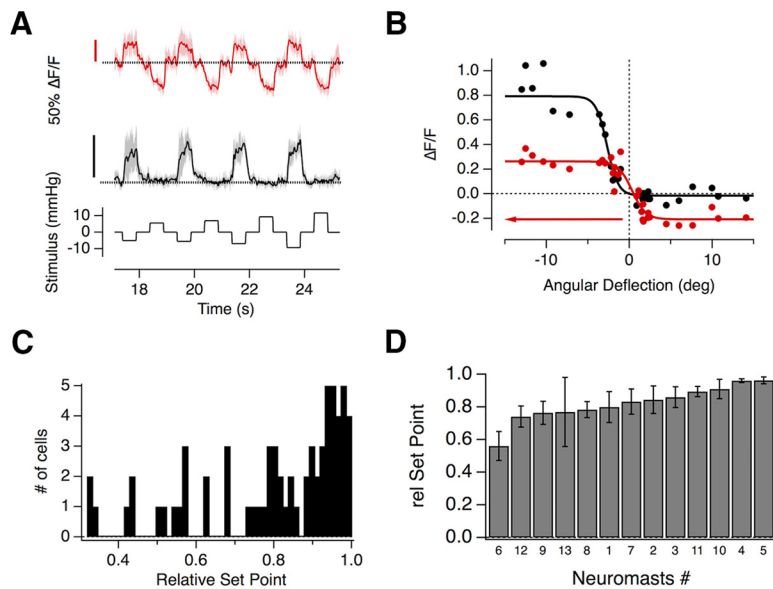 A
50% ΔF/F
Stimulus (mmHg)
10
0
-10
18 20 22 24
Time (s)
B
ΔF/F
1.0
0.8
0.6
0.4
0.2
0.0
-0.2
-10 0 10
Angular Deflection (deg)
C
# of cells
5
4
3
2
1
0
0.4 0.6 0.8 1.0
Relative Set Point
D
rel Set Point
1.0
0.8
0.6
0.4
0.2
0.0
6 12 9 13 8 1 7 2 3 11 10 4 5
Neuromasts #